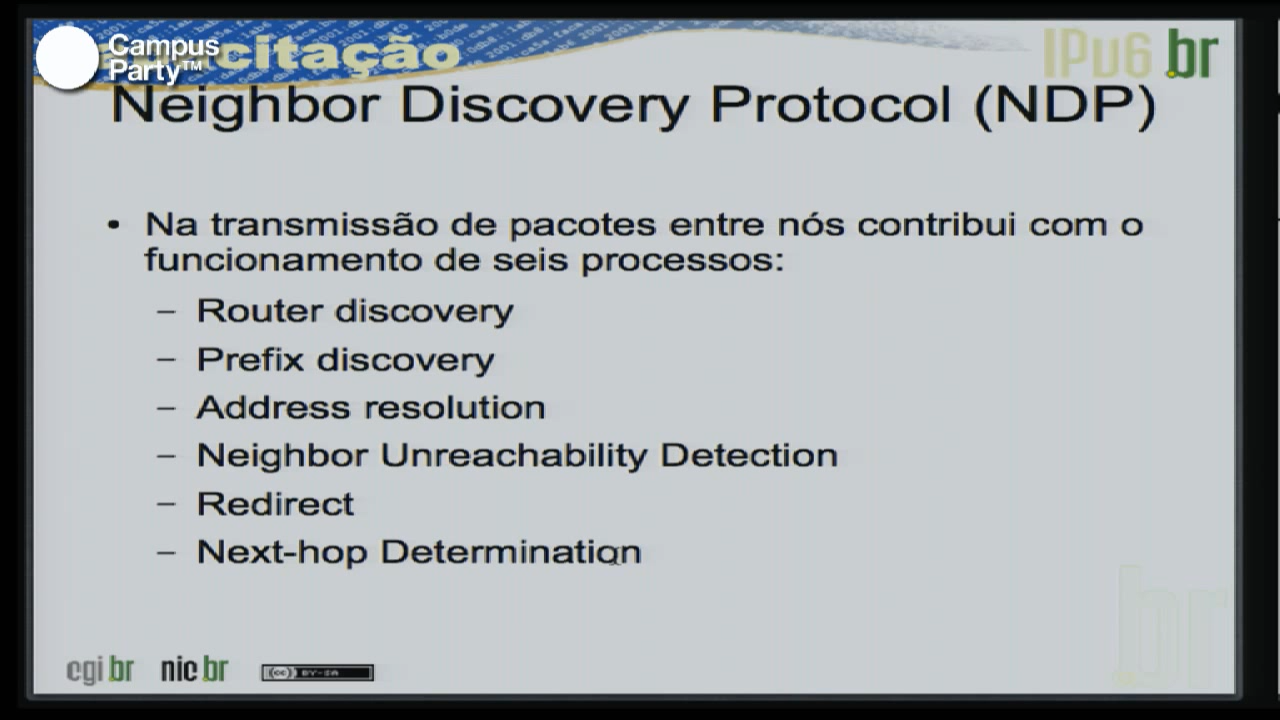 Campus
Party™
citação
IPv6.br
Neighbor Discovery Protocol (NDP)
• Na transmissão de pacotes entre nós contribui com o
funcionamento de seis processos:
– Router discovery
– Prefix discovery
– Address resolution
– Neighbor Unreachability Detection
– Redirect
– Next-hop Determination
br
cgi.br nic.br (cc) BY-SA